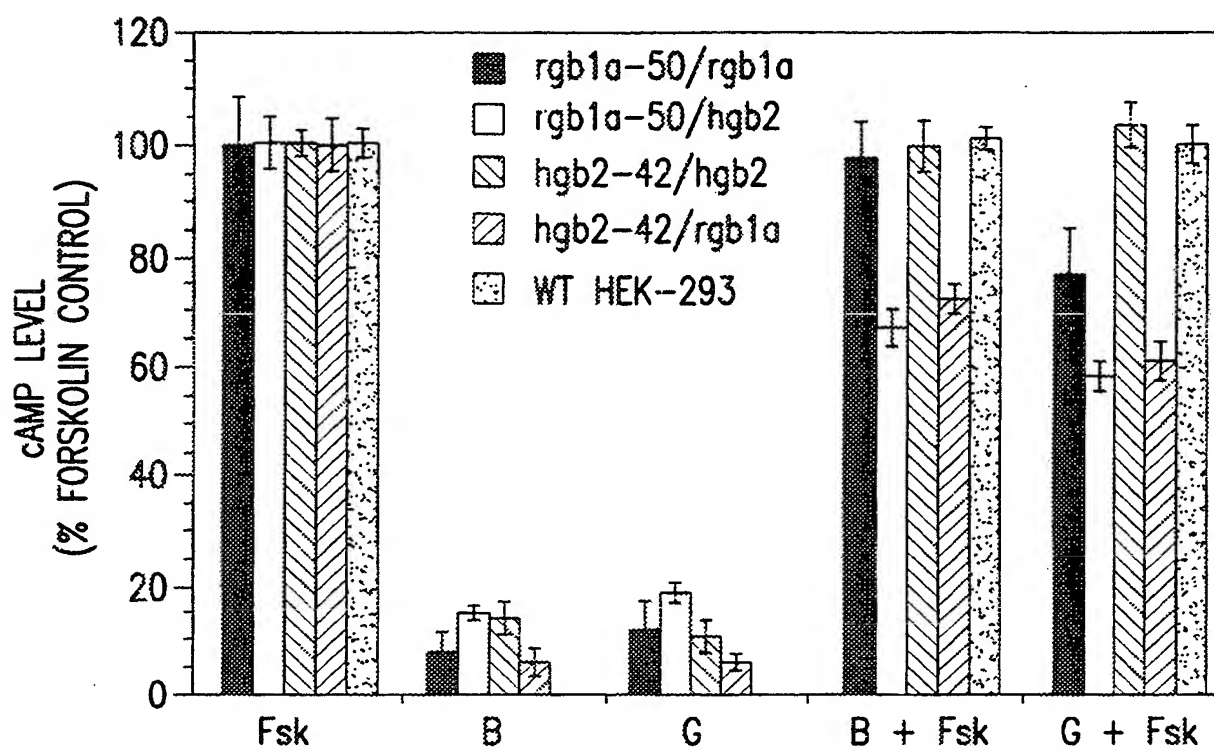 120
100
80
60
40
20
0
cAMP LEVEL
(% FORSKOLIN CONTROL)
rgb1a-50/rgb1a
rgb1a-50/hgb2
hgb2-42/hgb2
hgb2-42/rgb1a
WT HEK-293
Fsk
B
G
B + Fsk
G + Fsk